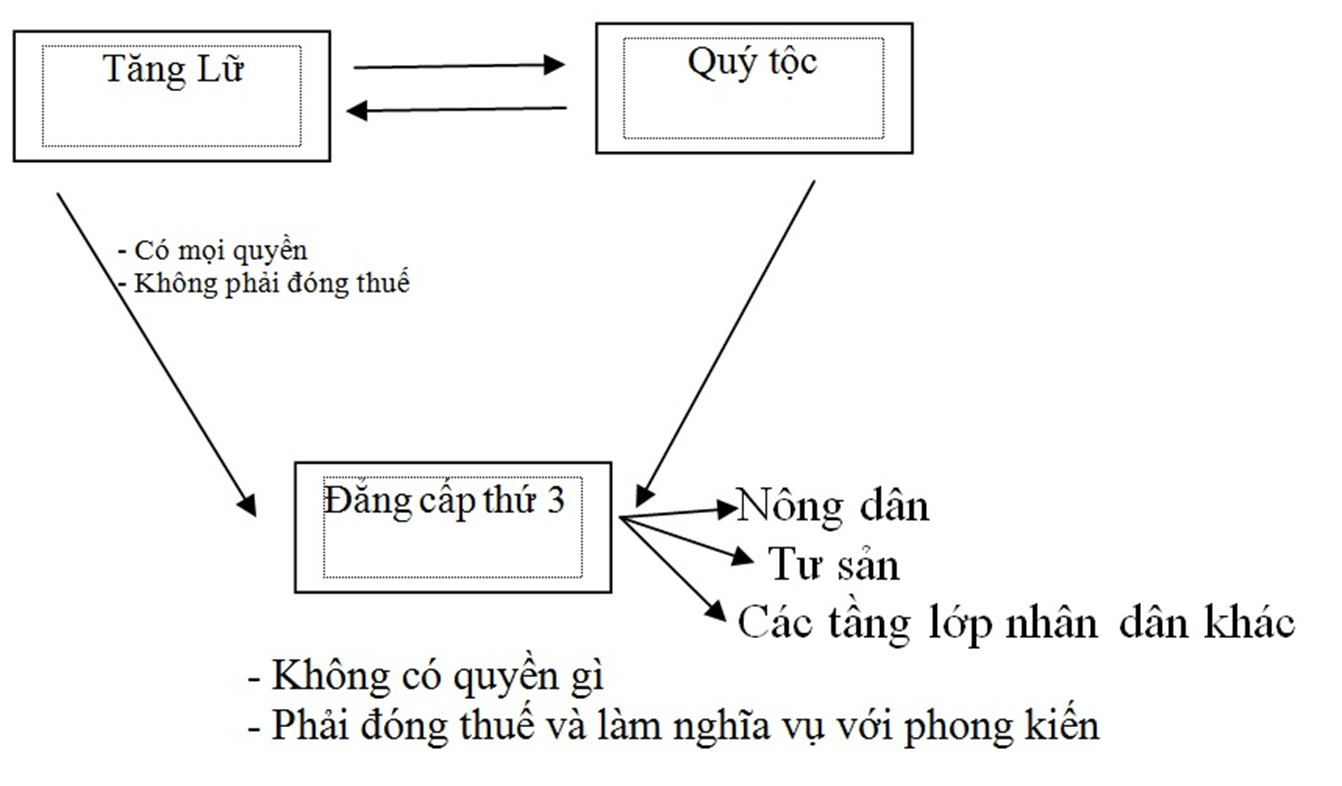 Tăng Lữ
Quý tộc
- Có mọi quyền
- Không phải đóng thuế
Đẳng cấp thứ 3
Nông dân
Tư sản
Các tầng lớp nhân dân khác
- Không có quyền gì
- Phải đóng thuế và làm nghĩa vụ với phong kiến